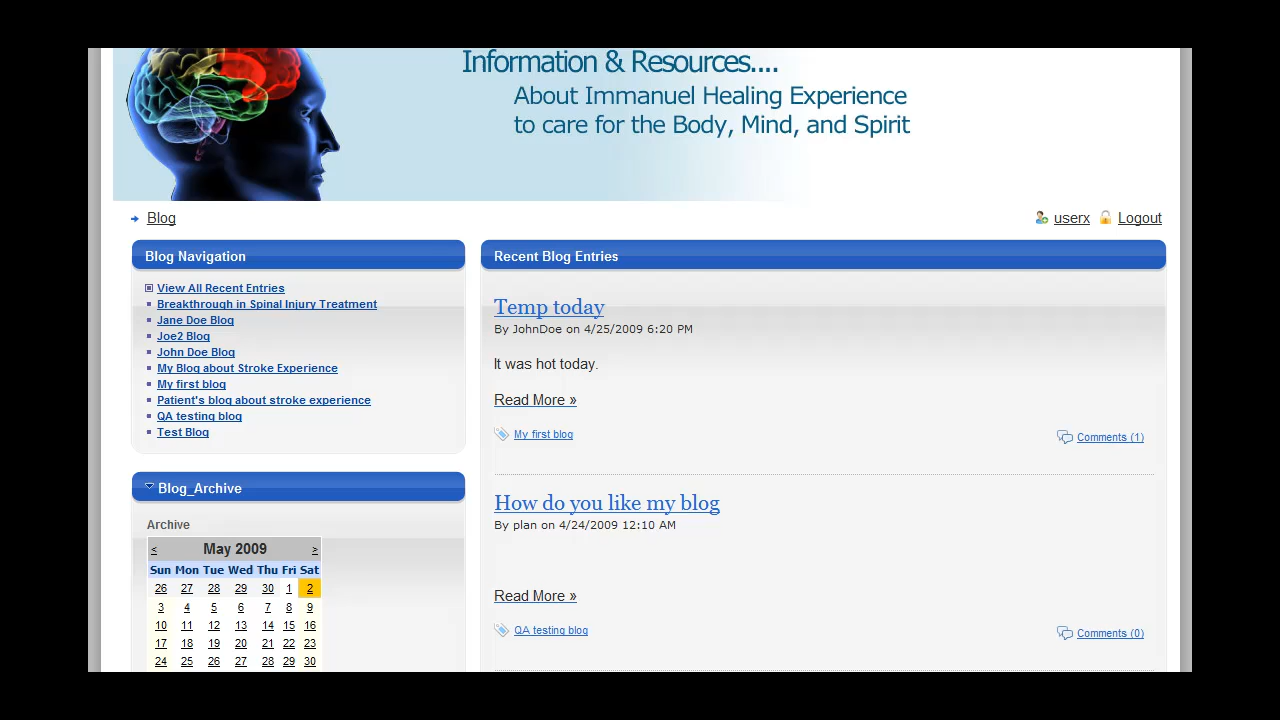 Information & Resources....
About Immanuel Healing Experience
to care for the Body, Mind, and Spirit
Blog
userx Logout
Blog Navigation
View All Recent Entries
Breakthrough in Spinal Injury Treatment
Jane Doe Blog
Joe2 Blog
John Doe Blog
My Blog about Stroke Experience
My first blog
Patient's blog about stroke experience
QA testing blog
Test Blog
Blog_Archive
Archive
< May 2009 >
Sun Mon Tue Wed Thu Fri Sat
26 27 28 29 30 1 2
3 4 5 6 7 8 9
10 11 12 13 14 15 16
17 18 19 20 21 22 23
24 25 26 27 28 29 30
Recent Blog Entries
Temp today
By JohnDoe on 4/25/2009 6:20 PM
It was hot today.
Read More »
My first blog Comments (1)
How do you like my blog
By plan on 4/24/2009 12:10 AM
Read More »
QA testing blog Comments (0)